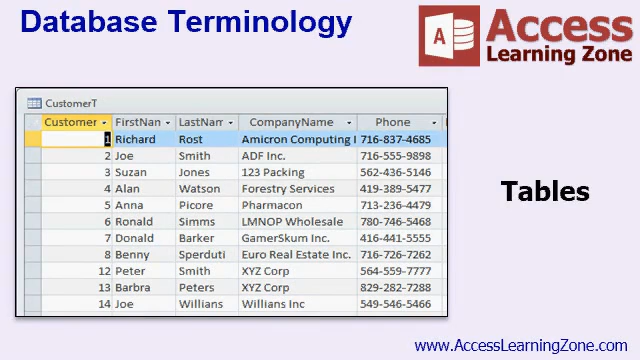 Database Terminology
A
Access
Learning Zone
CustomerT
Customer FirstNan LastNam CompanyName Phone
1 Richard Rost Amicron Computing I 716-837-4685
2 Joe Smith ADF Inc. 716-555-9898
3 Suzan Jones 123 Packing 562-436-5146
4 Alan Watson Forestry Services 419-389-5477
5 Anna Picore Pharmacon 713-236-4479
6 Ronald Simms LMNOP Wholesale 780-746-5468
7 Donald Barker GamerSkum Inc. 416-441-5555
8 Benny Sperduti Euro Real Estate Inc. 716-726-7262
12 Peter Smith XYZ Corp 564-559-7777
13 Barbra Peters XYZ Corp 829-282-7288
14 Joe Willians Willians Inc 549-546-5466
Tables
www.AccessLearningZone.com